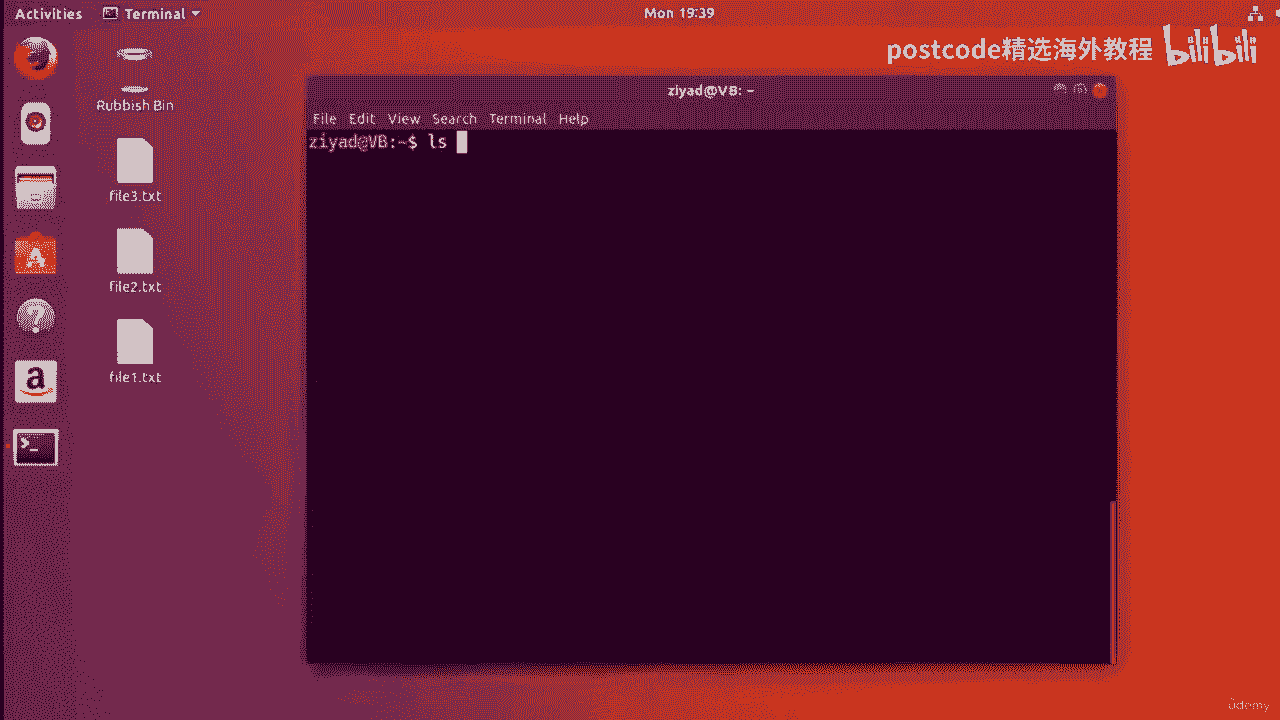 Activities Terminal Mon 19:39
postcode精选海外教程 bilibili
Rubbish Bin
file3.txt
file2.txt
file1.txt
ziyad@VB: ~
File Edit View Search Terminal Help
ziyad@VB:~$ ls
ûdemy